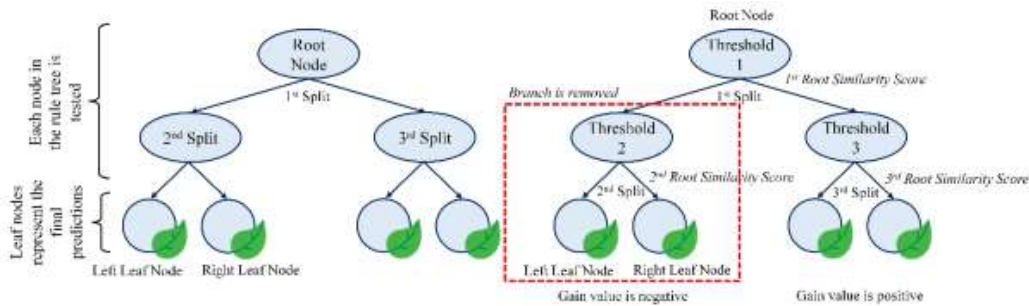 Each node in
the rule tree is
tested
Leaf nodes
represent the
final
predictions
Root
Node
1st Split
2nd Split
3rd Split
Left Leaf Node
Right Leaf Node
Root Node
Threshold
1
1st Root Similarity Score
1st Split
Branch is removed
Threshold
2
2nd Root Similarity Score
2nd Split
Left Leaf Node
Right Leaf Node
Gain value is negative
Threshold
3
3rd Root Similarity Score
3rd Split
Gain value is positive